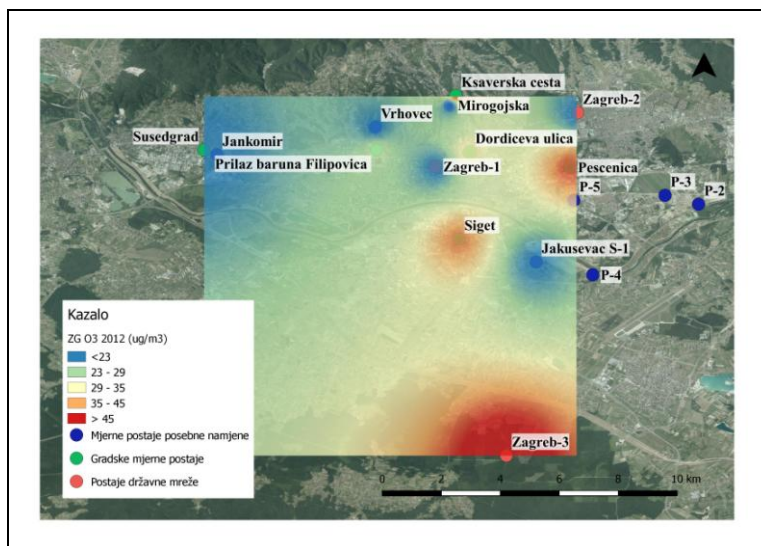 Ksaverska cesta
Mirogojska
Zagreb-2
Vrhovec
Susedgrad
Jankomir
Dordiceva ulica
Prilaz baruna Filipovica
Zagreb-1
Pescenica
P-5
P-3
P-2
Siget
Jakusevac S-1
P-4
Kazalo
ZG O3 2012 (ug/m3)
<23
23 - 29
29 - 35
35 - 45
> 45
Mjerne postaje posebne namjene
Gradske mjerne postaje
Postaje državne mreže
Zagreb-3
0 2 4 6 8 10 km